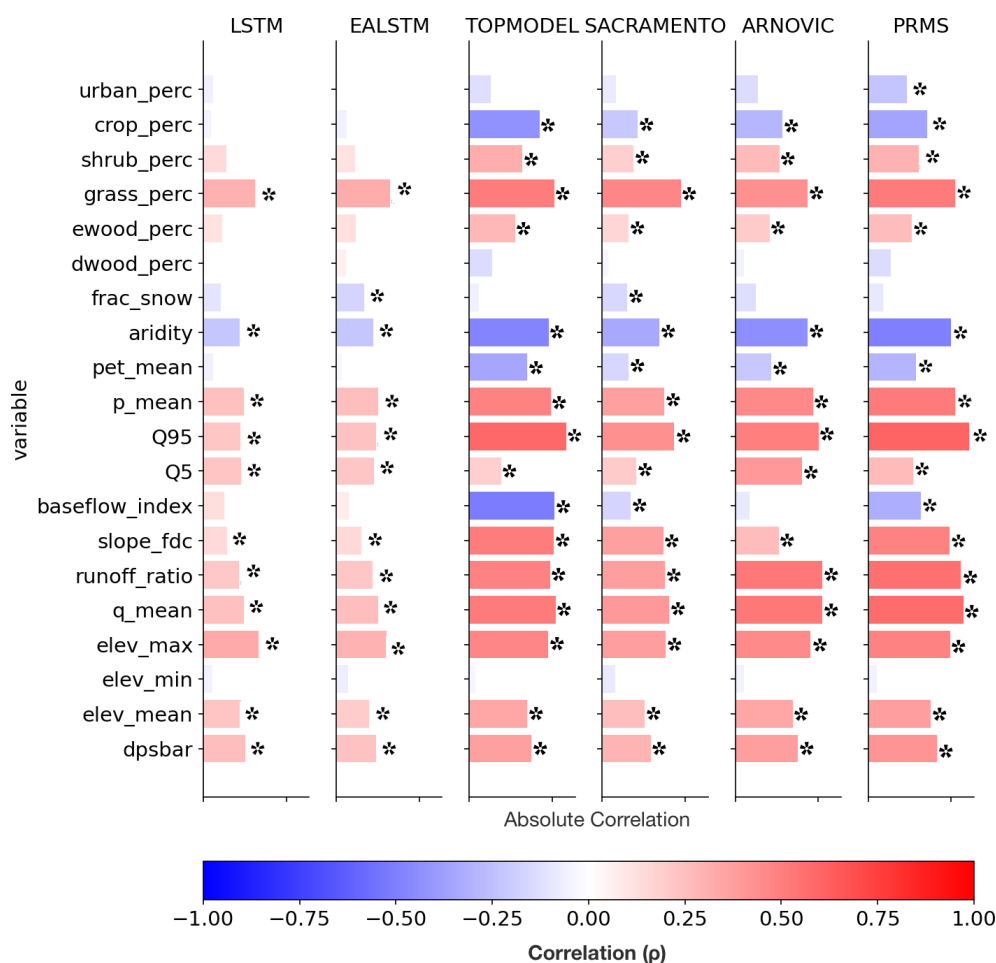 LSTM EALSTM TOPMODEL SACRAMENTO ARNOVIC PRMS
variable
urban_perc *
crop_perc * * * *
shrub_perc * * * *
grass_perc * * * * * *
ewood_perc * * * *
dwood_perc
frac_snow * *
aridity * * * * * *
pet_mean * * * *
p_mean * * * * * *
Q95 * * * * * *
Q5 * * * * * *
baseflow_index * * *
slope_fdc * * * * * *
runoff_ratio * * * * * *
q_mean * * * * * *
elev_max * * * * * *
elev_min
elev_mean * * * * * *
dpsbar * * * * * *
Absolute Correlation
−1.00 −0.75 −0.50 −0.25 0.00 0.25 0.50 0.75 1.00
Correlation (ρ)